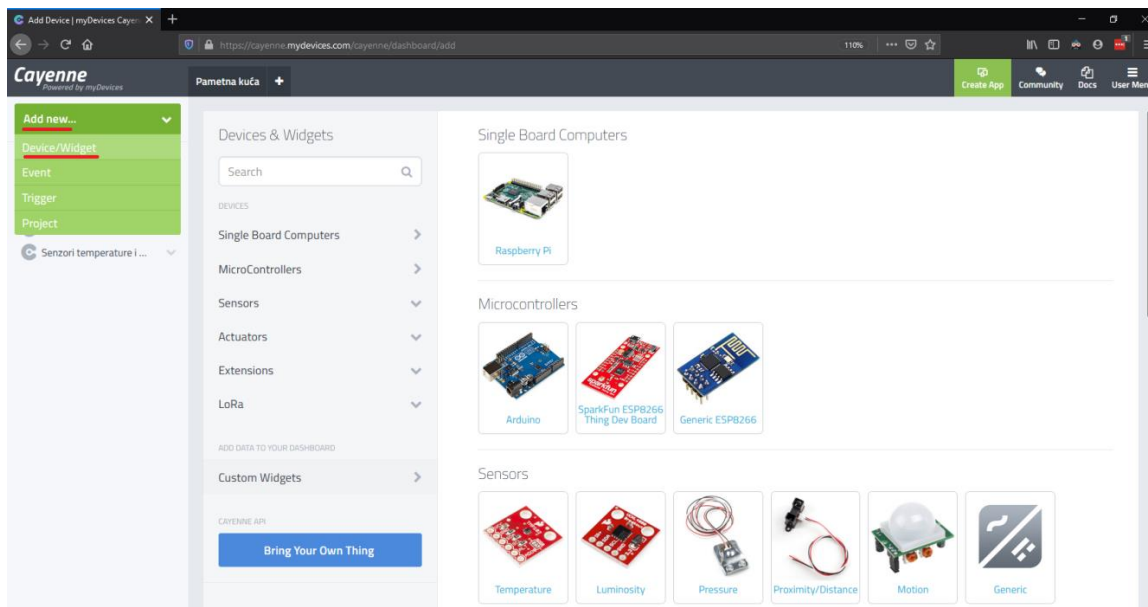 Add Device | myDevices Cayen
https://cayenne.mydevices.com/cayenne/dashboard/add
110%
1
Cayenne
Powered by myDevices
Pametna kuća
Create App
Community
Docs
User Men
Add new...
Device/Widget
Event
Trigger
Project
Senzori temperature i ...
Devices & Widgets
Search
DEVICES
Single Board Computers
MicroControllers
Sensors
Actuators
Extensions
LoRa
ADD DATA TO YOUR DASHBOARD
Custom Widgets
CAYENNE API
Bring Your Own Thing
Single Board Computers
Raspberry Pi
Microcontrollers
Arduino
SparkFun ESP8266
Thing Dev Board
Generic ESP8266
Sensors
Temperature
Luminosity
Pressure
Proximity/Distance
Motion
Generic